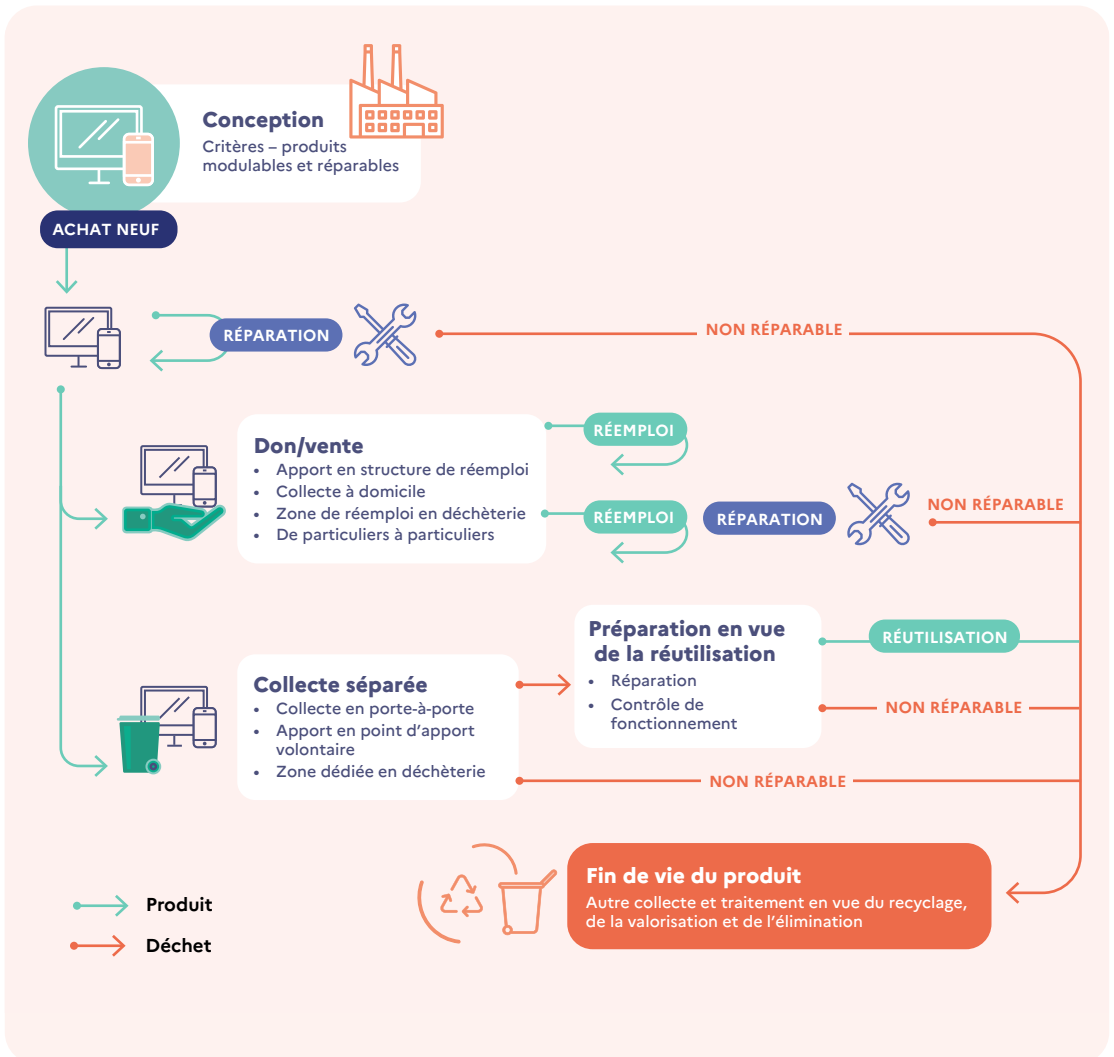 Conception
Critères – produits
modulables et réparables
ACHAT NEUF
RÉPARATION
NON RÉPARABLE
Don/vente
• Apport en structure de réemploi
• Collecte à domicile
• Zone de réemploi en déchèterie
• De particuliers à particuliers
RÉEMPLOI
RÉEMPLOI
RÉPARATION
NON RÉPARABLE
Préparation en vue
de la réutilisation
• Réparation
• Contrôle de
fonctionnement
RÉUTILISATION
NON RÉPARABLE
Collecte séparée
• Collecte en porte-à-porte
• Apport en point d’apport
volontaire
• Zone dédiée en déchèterie
NON RÉPARABLE
Fin de vie du produit
Autre collecte et traitement en vue du recyclage,
de la valorisation et de l’élimination
Produit
Déchet